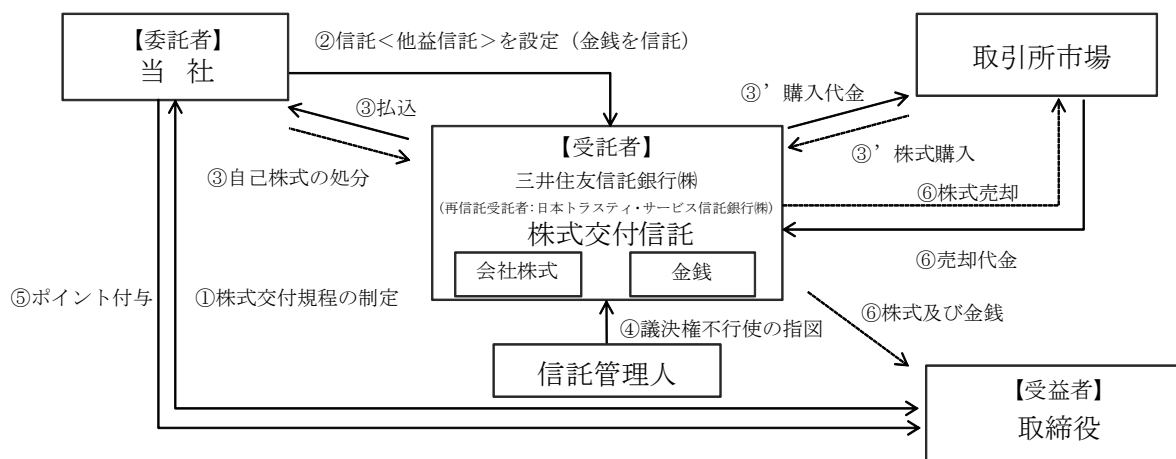 【委託者】
当 社
②信託＜他益信託＞を設定（金銭を信託）
取引所市場
③払込
③’購入代金
③自己株式の処分
【受託者】
三井住友信託銀行㈱
(再信託受託者:日本トラスティ・サービス信託銀行㈱)
株式交付信託
会社株式
金銭
③’株式購入
⑥株式売却
⑥売却代金
⑤ポイント付与
①株式交付規程の制定
④議決権不行使の指図
⑥株式及び金銭
信託管理人
【受益者】
取締役